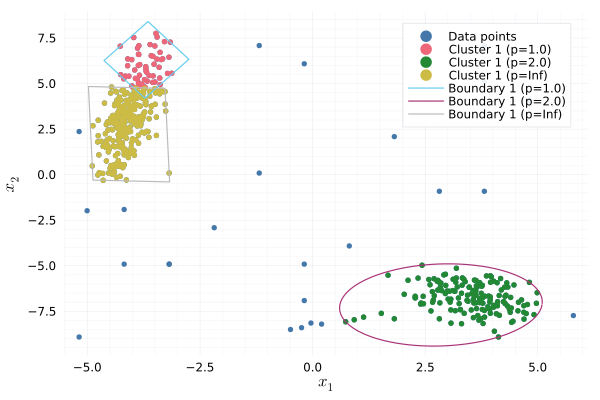 7.5
5.0
2.5
0.0
−2.5
−5.0
−7.5
x₂
Data points
Cluster 1 (p=1.0)
Cluster 1 (p=2.0)
Cluster 1 (p=Inf)
Boundary 1 (p=1.0)
Boundary 1 (p=2.0)
Boundary 1 (p=Inf)
−5.0 −2.5 0.0 2.5 5.0
x₁